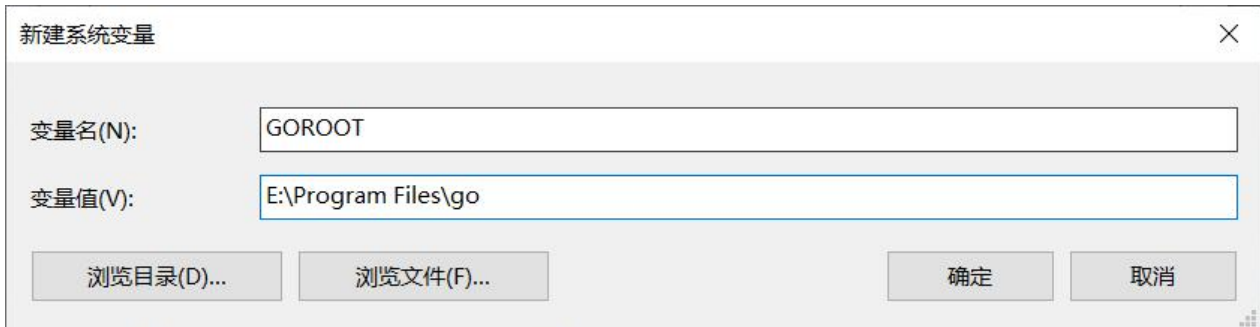 新建系统变量
变量名(N):
GOROOT
变量值(V):
E:\Program Files\go
浏览目录(D)...
浏览文件(F)...
确定
取消